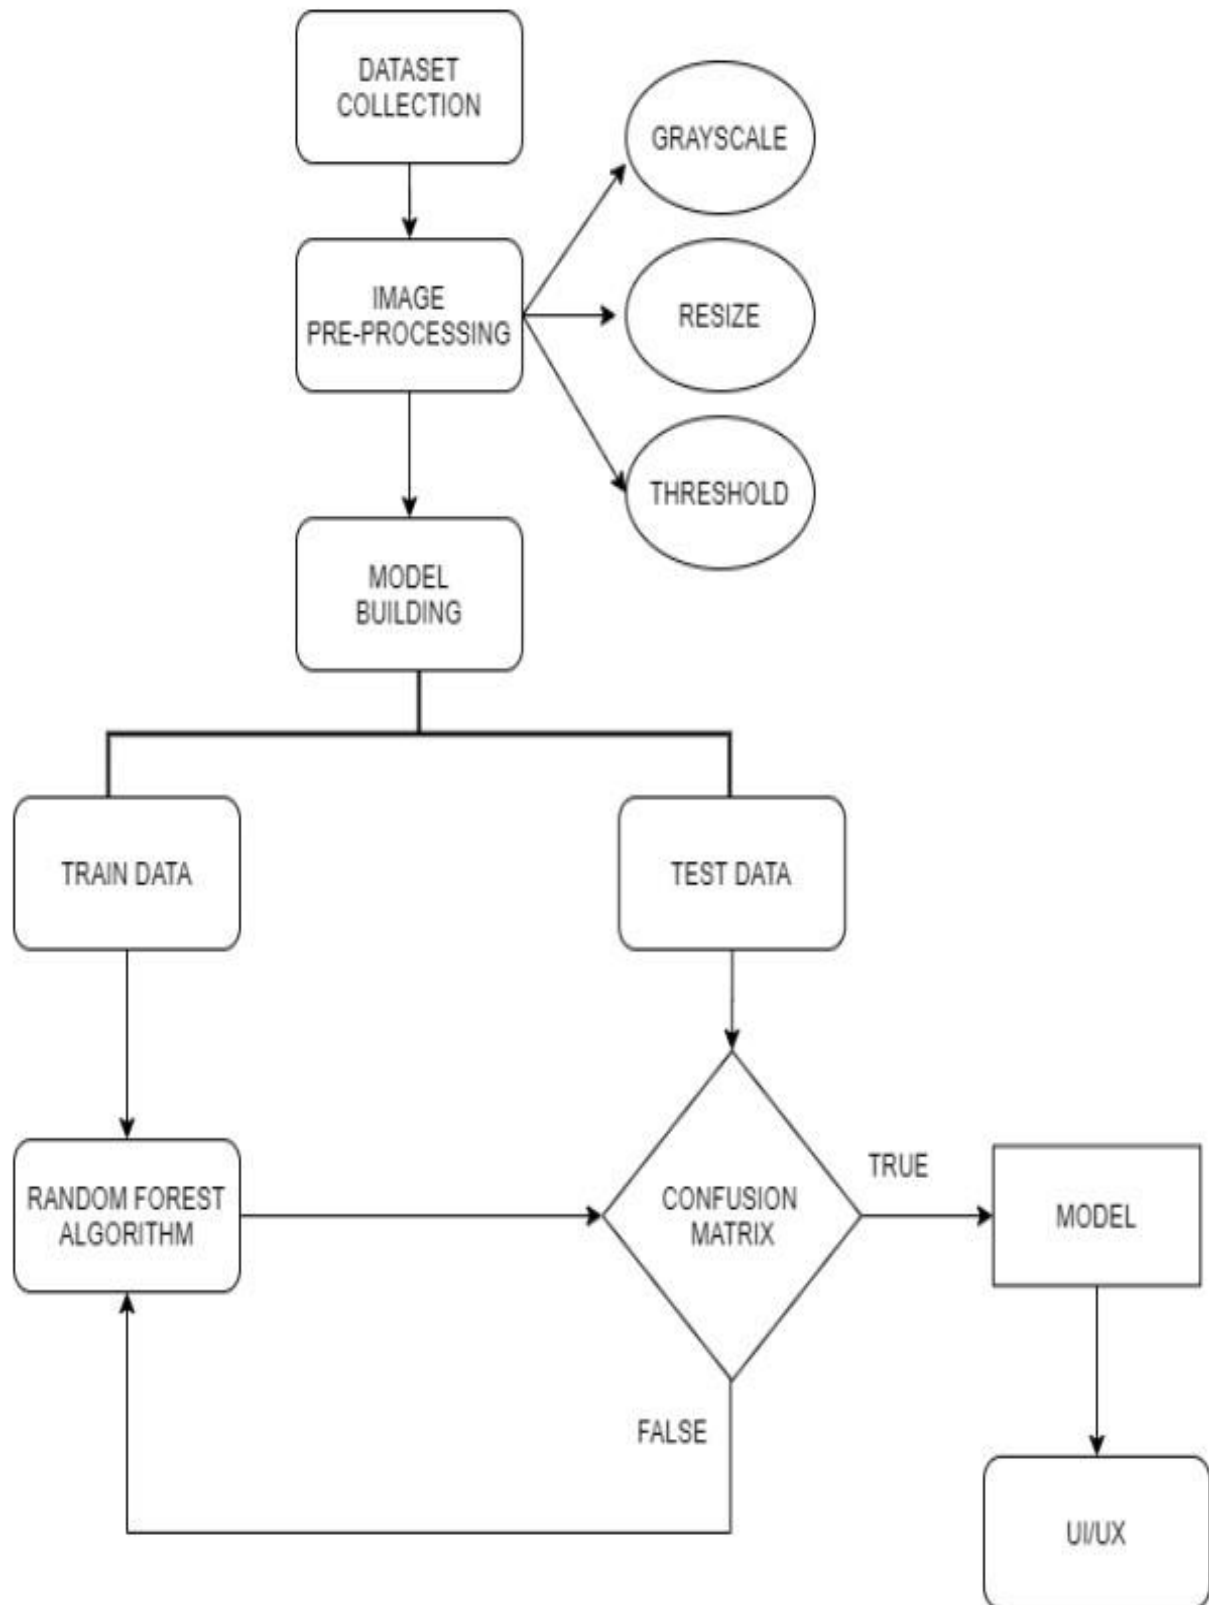 DATASET
COLLECTION
GRAYSCALE
IMAGE
PRE-PROCESSING
RESIZE
THRESHOLD
MODEL
BUILDING
TRAIN DATA
TEST DATA
RANDOM FOREST
ALGORITHM
CONFUSION
MATRIX
TRUE
MODEL
FALSE
UI/UX